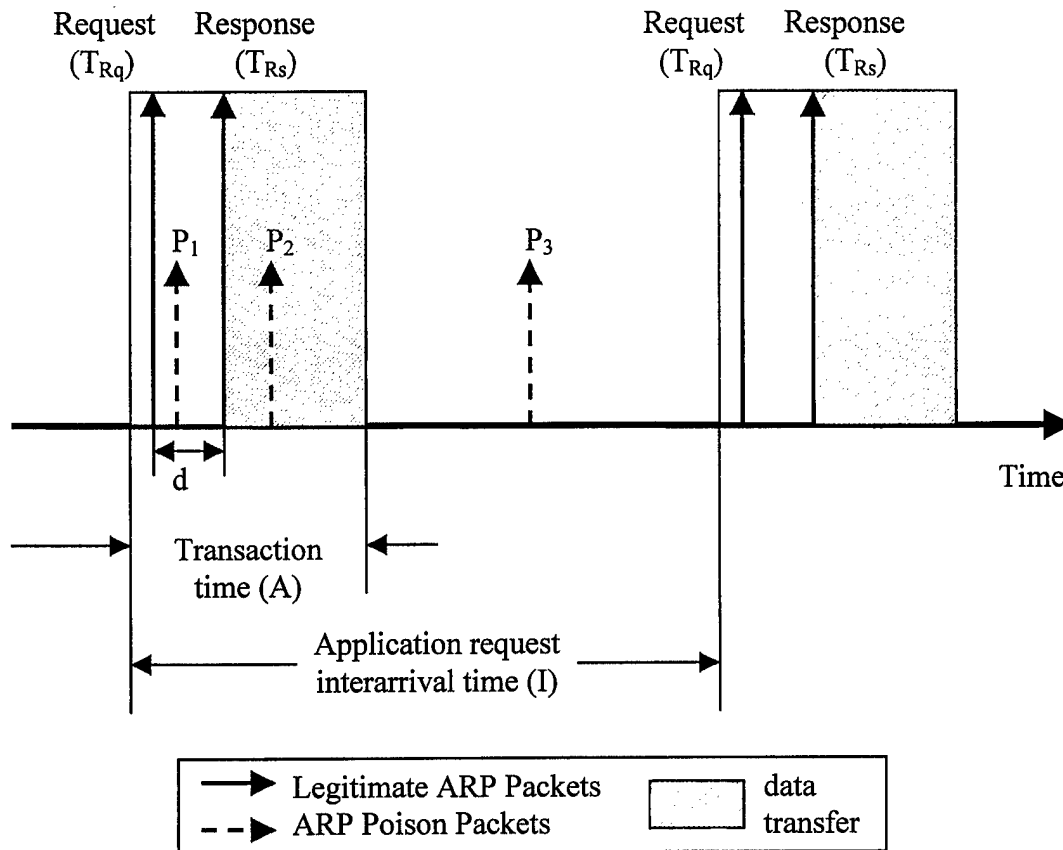 Request Response
(T_Rq) (T_Rs)
Request Response
(T_Rq) (T_Rs)
P₁
P₂
P₃
d
Time
Transaction
time (A)
Application request
interarrival time (I)
Legitimate ARP Packets
ARP Poison Packets
data
transfer